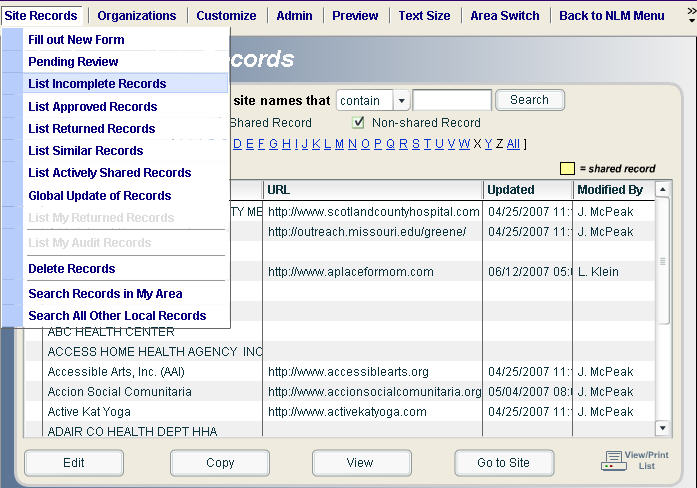 Site Records Organizations Customize Admin Preview Text Size Area Switch Back to NLM Menu »
Fill out New Form
Pending Review
List Incomplete Records
List Approved Records
List Returned Records
List Similar Records
List Actively Shared Records
Global Update of Records
List My Returned Records
List My Audit Records
Delete Records
Search Records in My Area
Search All Other Local Records
cords
site names that contain Search
Shared Record Non-shared Record
D E F G H I J K L M N O P Q R S T U V W X Y Z All ]
= shared record
URL Updated Modified By
TY ME http://www.scotlandcountyhospital.com 04/25/2007 11: J. McPeak
http://outreach.missouri.edu/greene/ 04/25/2007 11: J. McPeak
http://www.aplaceformom.com 06/12/2007 05: L. Klein
ABC HEALTH CENTER
ACCESS HOME HEALTH AGENCY INC
Accessible Arts, Inc. (AAI) http://www.accessiblearts.org 04/25/2007 11: J. McPeak
Accion Social Comunitaria http://www.accionsocialcomunitaria.org 05/04/2007 08: J. McPeak
Active Kat Yoga http://www.activekatyoga.com 04/25/2007 11: J. McPeak
ADAIR CO HEALTH DEPT HHA
Edit Copy View Go to Site View/Print
List